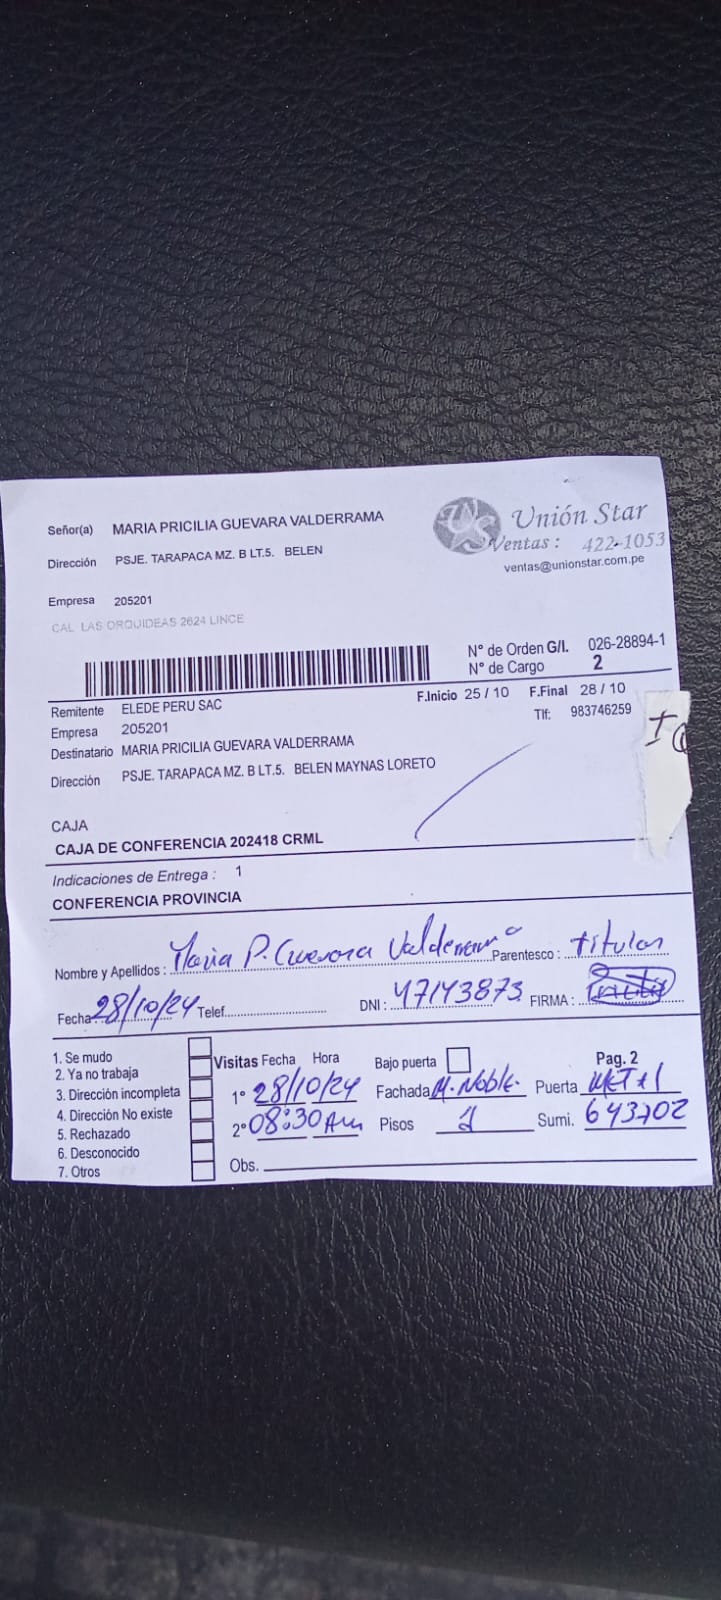 Señor(a) MARIA PRICILIA GUEVARA VALDERRAMA
Unión Star
Dirección PSJE. TARAPACA MZ. B LT.5. BELEN
Ventas : 422-1053
ventas@unionstar.com.pe
Empresa 205201
CAL LAS ORQUIDEAS 2624 LINCE
N° de Orden G/I. 026-28894-1
N° de Cargo 2
Remitente ELEDE PERU SAC
F.Inicio 25 / 10 F.Final 28 / 10
Empresa 205201
Tlf: 983746259
Destinatario MARIA PRICILIA GUEVARA VALDERRAMA
Dirección PSJE. TARAPACA MZ. B LT.5. BELEN MAYNAS LORETO
CAJA
CAJA DE CONFERENCIA 202418 CRML
Indicaciones de Entrega : 1
CONFERENCIA PROVINCIA
Nombre y Apellidos : Maria P. Guevara Valderrama Parentesco : titular
Fecha 28/10/24 Telef. DNI : 47143873 FIRMA :
1. Se mudo
2. Ya no trabaja
3. Dirección incompleta
4. Dirección No existe
5. Rechazado
6. Desconocido
7. Otros
Visitas Fecha Hora Bajo puerta Pag. 2
1° 28/10/24 Fachada M. Noble. Puerta Metal
2° 08:30 Am Pisos 1 Sumi. 643702
Obs.